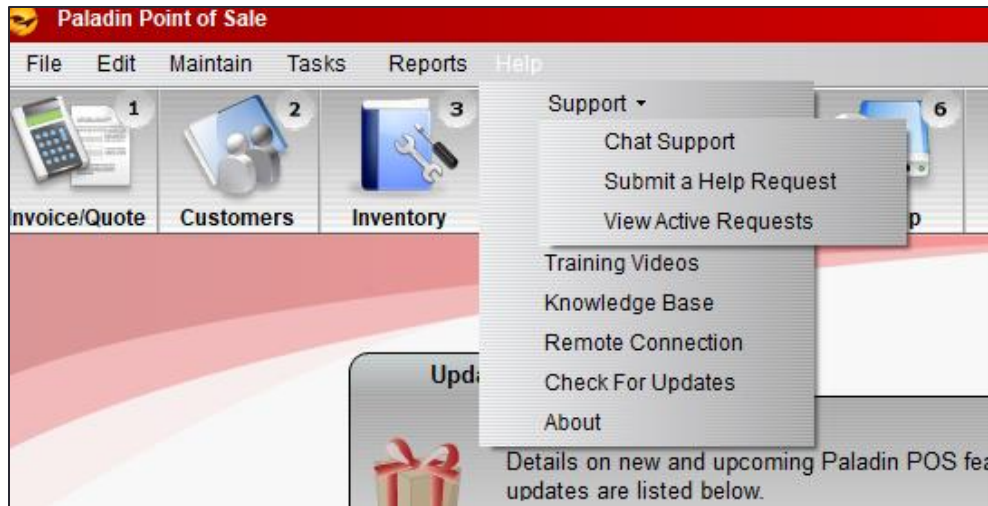 Paladin Point of Sale
File Edit Maintain Tasks Reports Help
1 2 3 6
Invoice/Quote Customers Inventory p
Support
Chat Support
Submit a Help Request
View Active Requests
Training Videos
Knowledge Base
Remote Connection
Check For Updates
About
Upda
Details on new and upcoming Paladin POS fea
updates are listed below.